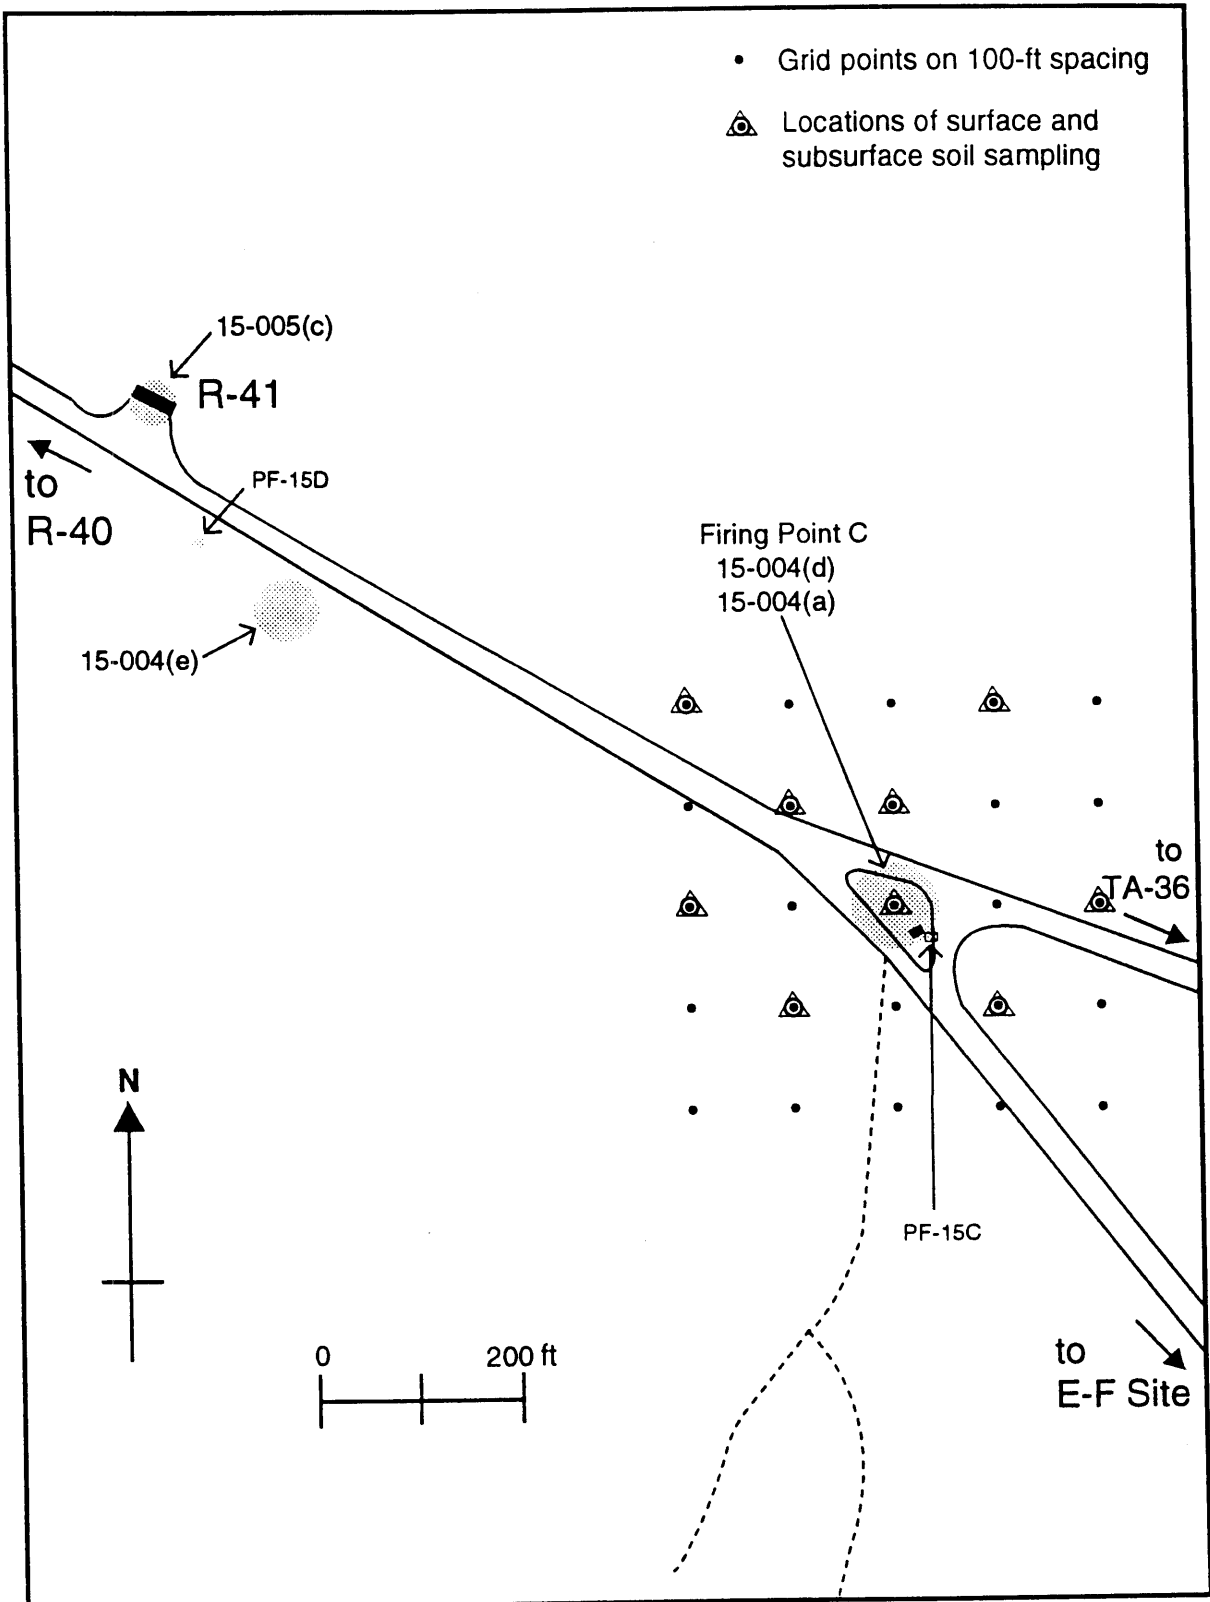 Grid points on 100-ft spacing
Locations of surface and
subsurface soil sampling
15-005(c)
R-41
PF-15D
to
R-40
Firing Point C
15-004(d)
15-004(a)
15-004(e)
to
TA-36
N
PF-15C
0 200 ft
to
E-F Site